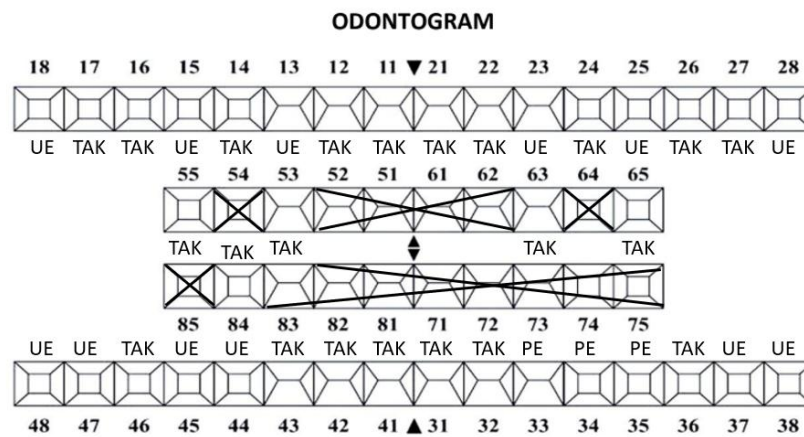 ODONTOGRAM
18 17 16 15 14 13 12 11 ▼ 21 22 23 24 25 26 27 28
UE TAK TAK UE TAK UE TAK TAK TAK TAK UE TAK UE TAK TAK UE
55 54 53 52 51 61 62 63 64 65
TAK TAK TAK TAK TAK
85 84 83 82 81 71 72 73 74 75
UE UE TAK UE UE TAK TAK TAK TAK TAK PE PE PE TAK UE UE
48 47 46 45 44 43 42 41 ▲ 31 32 33 34 35 36 37 38